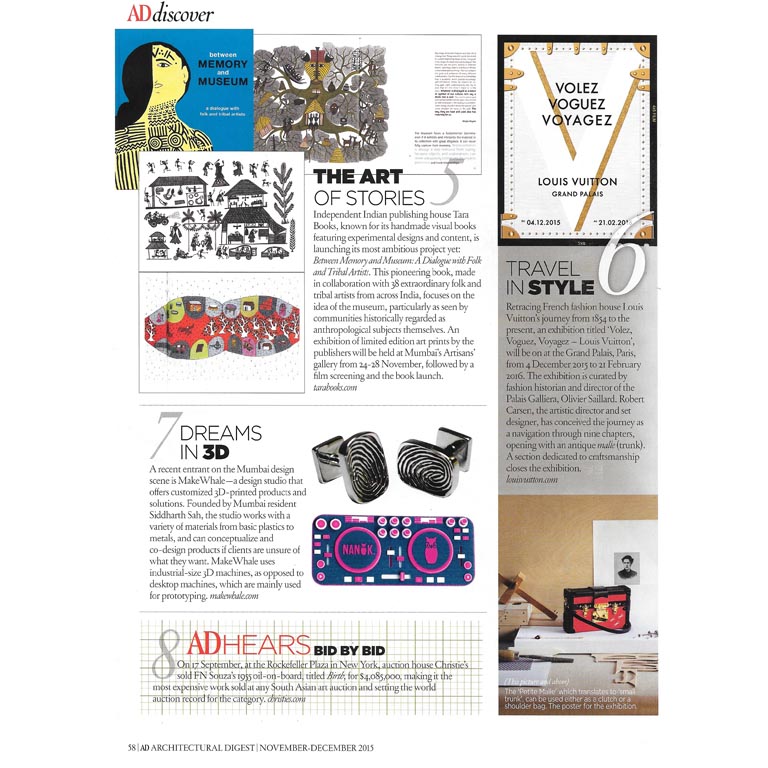 AD discover
between
MEMORY
and
MUSEUM
a dialogue with
folk and tribal artists
THE ART
OF STORIES 5
Independent Indian publishing house Tara
Books, known for its handmade visual books
featuring experimental designs and content, is
launching its most ambitious project yet:
Between Memory and Museum: A Dialogue with Folk
and Tribal Artists. This pioneering book, made
in collaboration with 38 extraordinary folk and
tribal artists from across India, focuses on the
idea of the museum, particularly as seen by
communities historically regarded as
anthropological subjects themselves. An
exhibition of limited edition art prints by the
publishers will be held at Mumbai's Artisans'
gallery from 24-28 November, followed by a
film screening and the book launch.
tarabooks.com
VOLEZ
VOGUEZ
VOYAGEZ
LOUIS VUITTON
GRAND PALAIS
04.12.2015
21.02.201
6
TRAVEL
IN STYLE
Retracing French fashion house Louis
Vuitton's journey from 1854 to the
present, an exhibition titled 'Volez,
Voguez, Voyagez – Louis Vuitton',
will be on at the Grand Palais, Paris,
from 4 December 2015 to 21 February
2016. The exhibition is curated by
fashion historian and director of the
Palais Galliera, Olivier Saillard. Robert
Carsen, the artistic director and set
designer, has conceived the journey as
a navigation through nine chapters,
opening with an antique malle (trunk).
A section dedicated to craftsmanship
closes the exhibition.
louisvuitton.com
7 DREAMS
IN 3D
A recent entrant on the Mumbai design
scene is MakeWhale—a design studio that
offers customized 3D-printed products and
solutions. Founded by Mumbai resident
Siddharth Sah, the studio works with a
variety of materials from basic plastics to
metals, and can conceptualize and
co-design products if clients are unsure of
what they want. MakeWhale uses
industrial-size 3D machines, as opposed to
desktop machines, which are mainly used
for prototyping. makewhale.com
NANOK.
8
AD HEARS BID BY BID
On 17 September, at the Rockefeller Plaza in New York, auction house Christie's
sold FN Souza's 1955 oil-on-board, titled Birth, for $4,085,000, making it the
most expensive work sold at any South Asian art auction and setting the world
auction record for the category. christies.com
(This picture and above)
The 'Petite Malle' which translates to 'small
trunk', can be used either as a clutch or a
shoulder bag. The poster for the exhibition.
58 | AD ARCHITECTURAL DIGEST | NOVEMBER-DECEMBER 2015